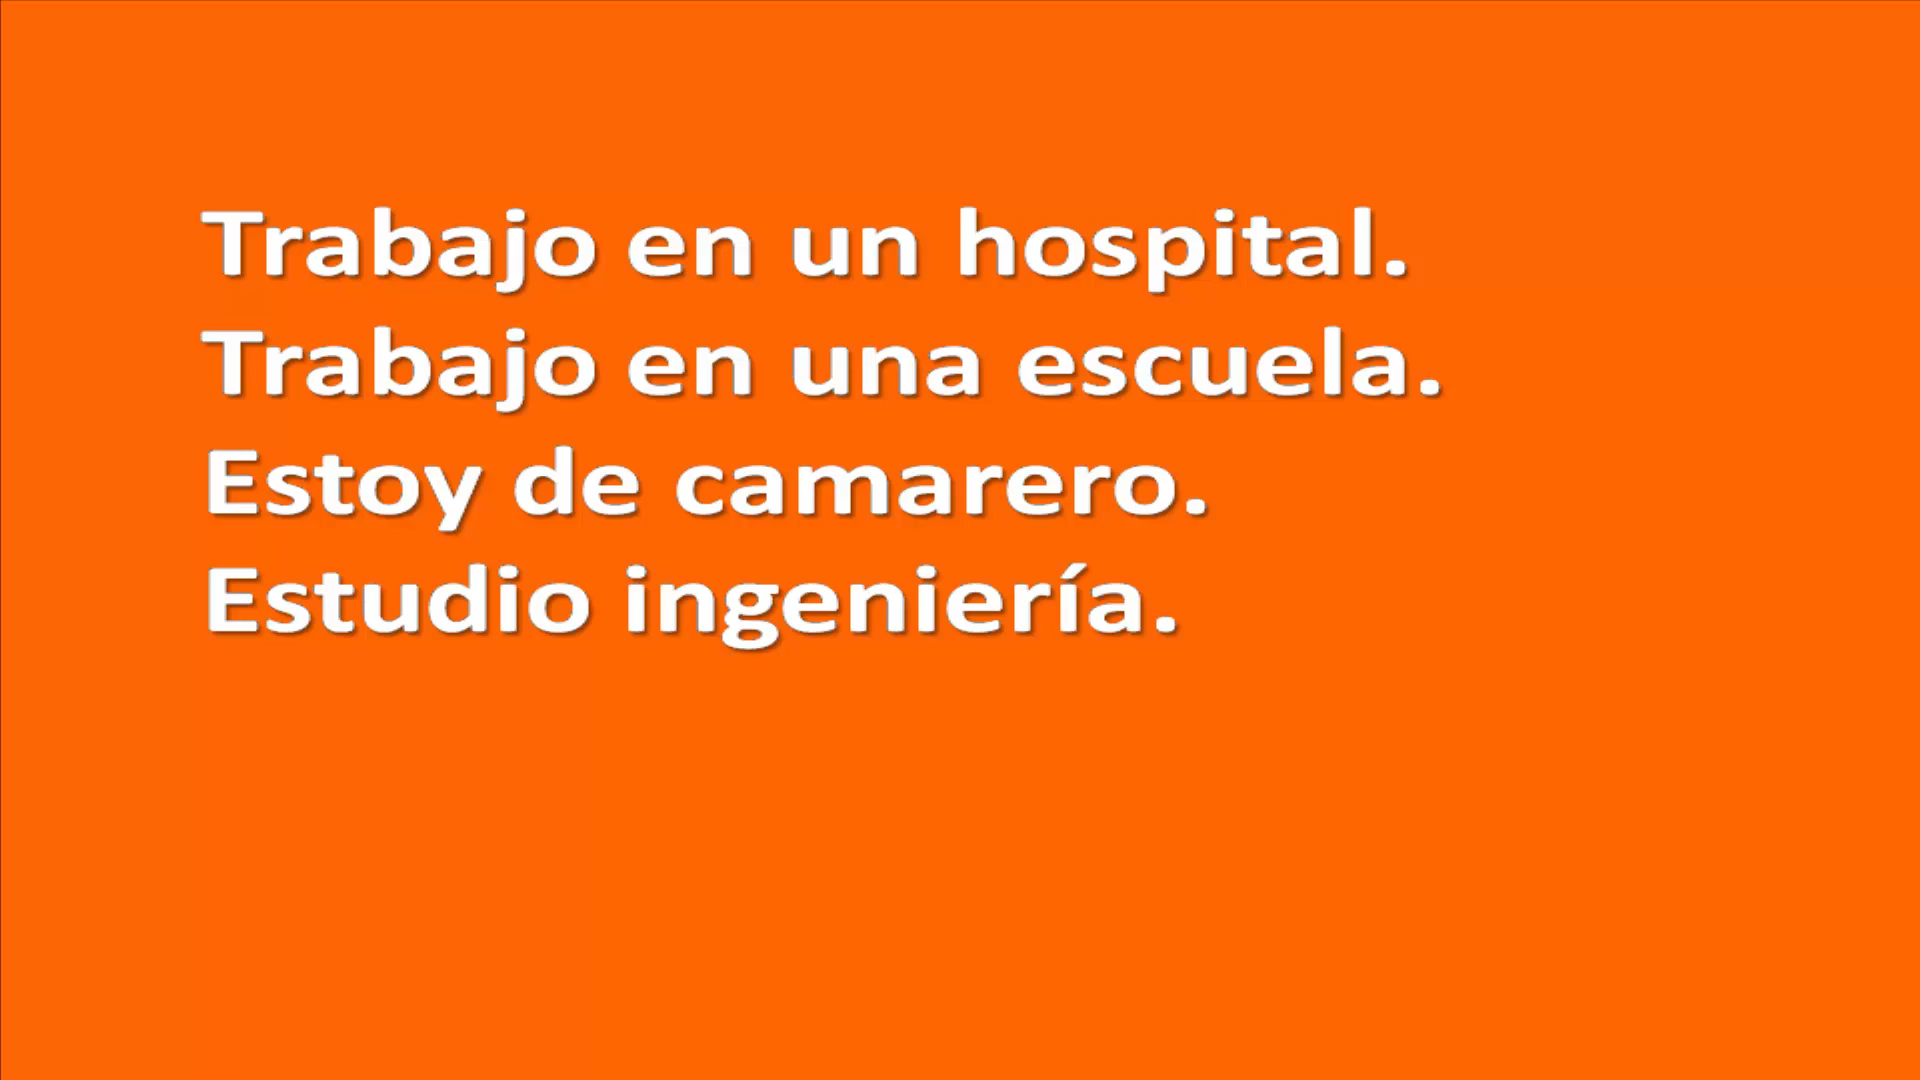 Trabajo en un hospital.
Trabajo en una escuela.
Estoy de camarero.
Estudio ingeniería.